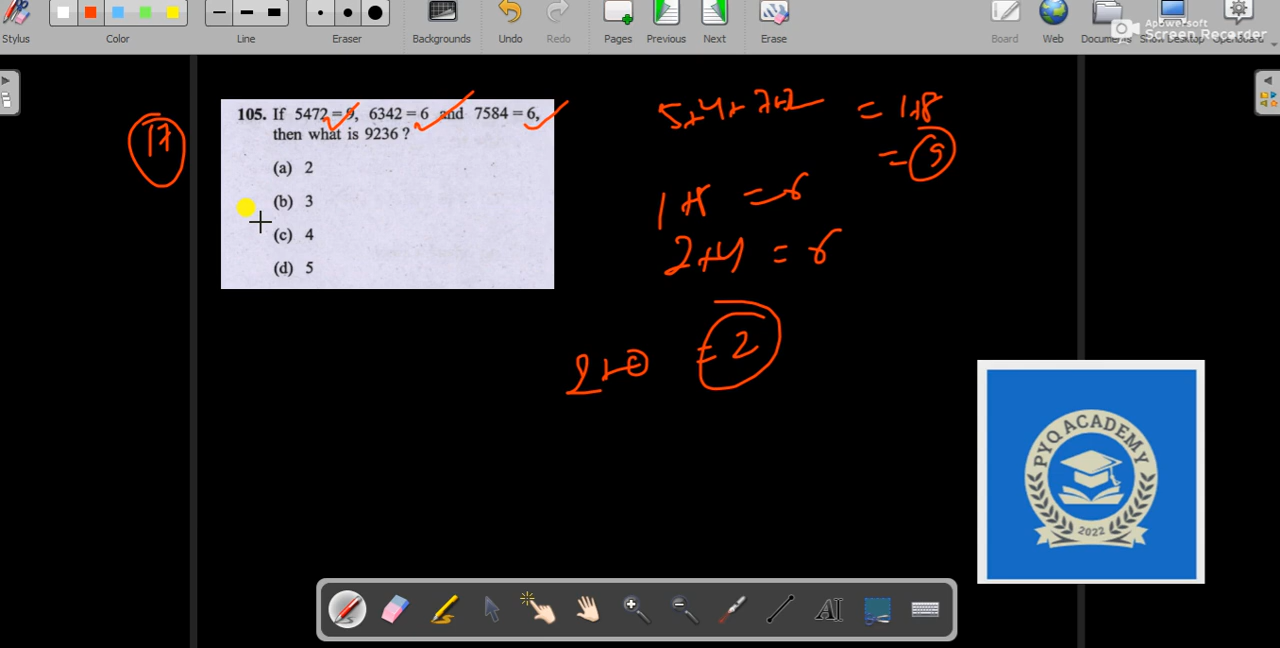 Stylus
Color
Line
Eraser
Backgrounds
Undo
Redo
Pages
Previous
Next
Erase
Board
Web
Documents
Show Desktop
OpenBoard
Apowersoft
Screen Recorder
17
105. If 5472 = 9, 6342 = 6 and 7584 = 6,
then what is 9236 ?
(a) 2
(b) 3
(c) 4
(d) 5
5+4+7+2 = 1+8
= 9
= 6
2+4 = 6
2+0 = 2
PYQ ACADEMY
2022
AI